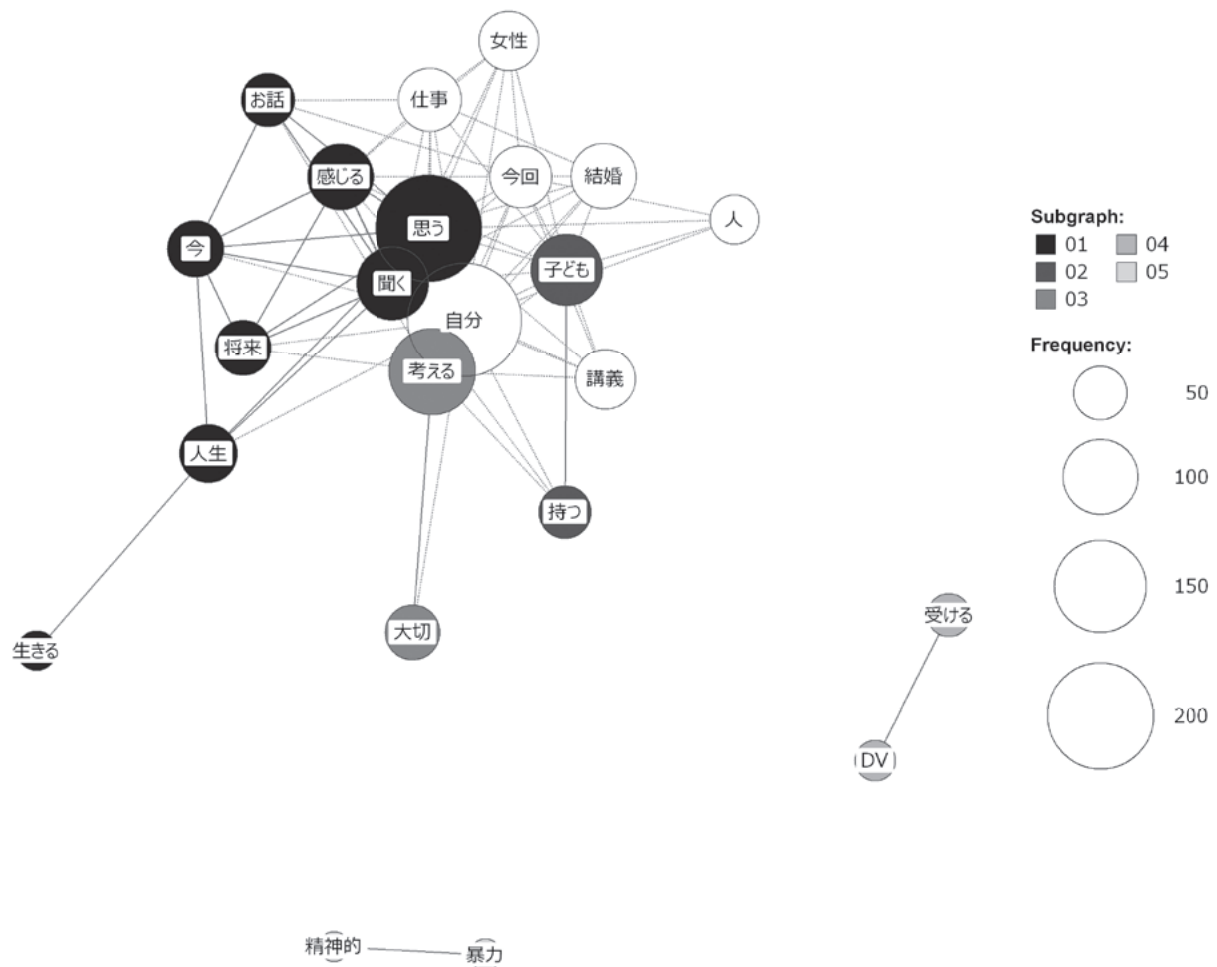 女性
お話
仕事
感じる
今回
結婚
人
思う
今
子ども
聞く
自分
将来
考える
講義
人生
持つ
大切
生きる
受ける
DV
精神的
暴力
Subgraph:
01
04
02
05
03
Frequency:
50
100
150
200